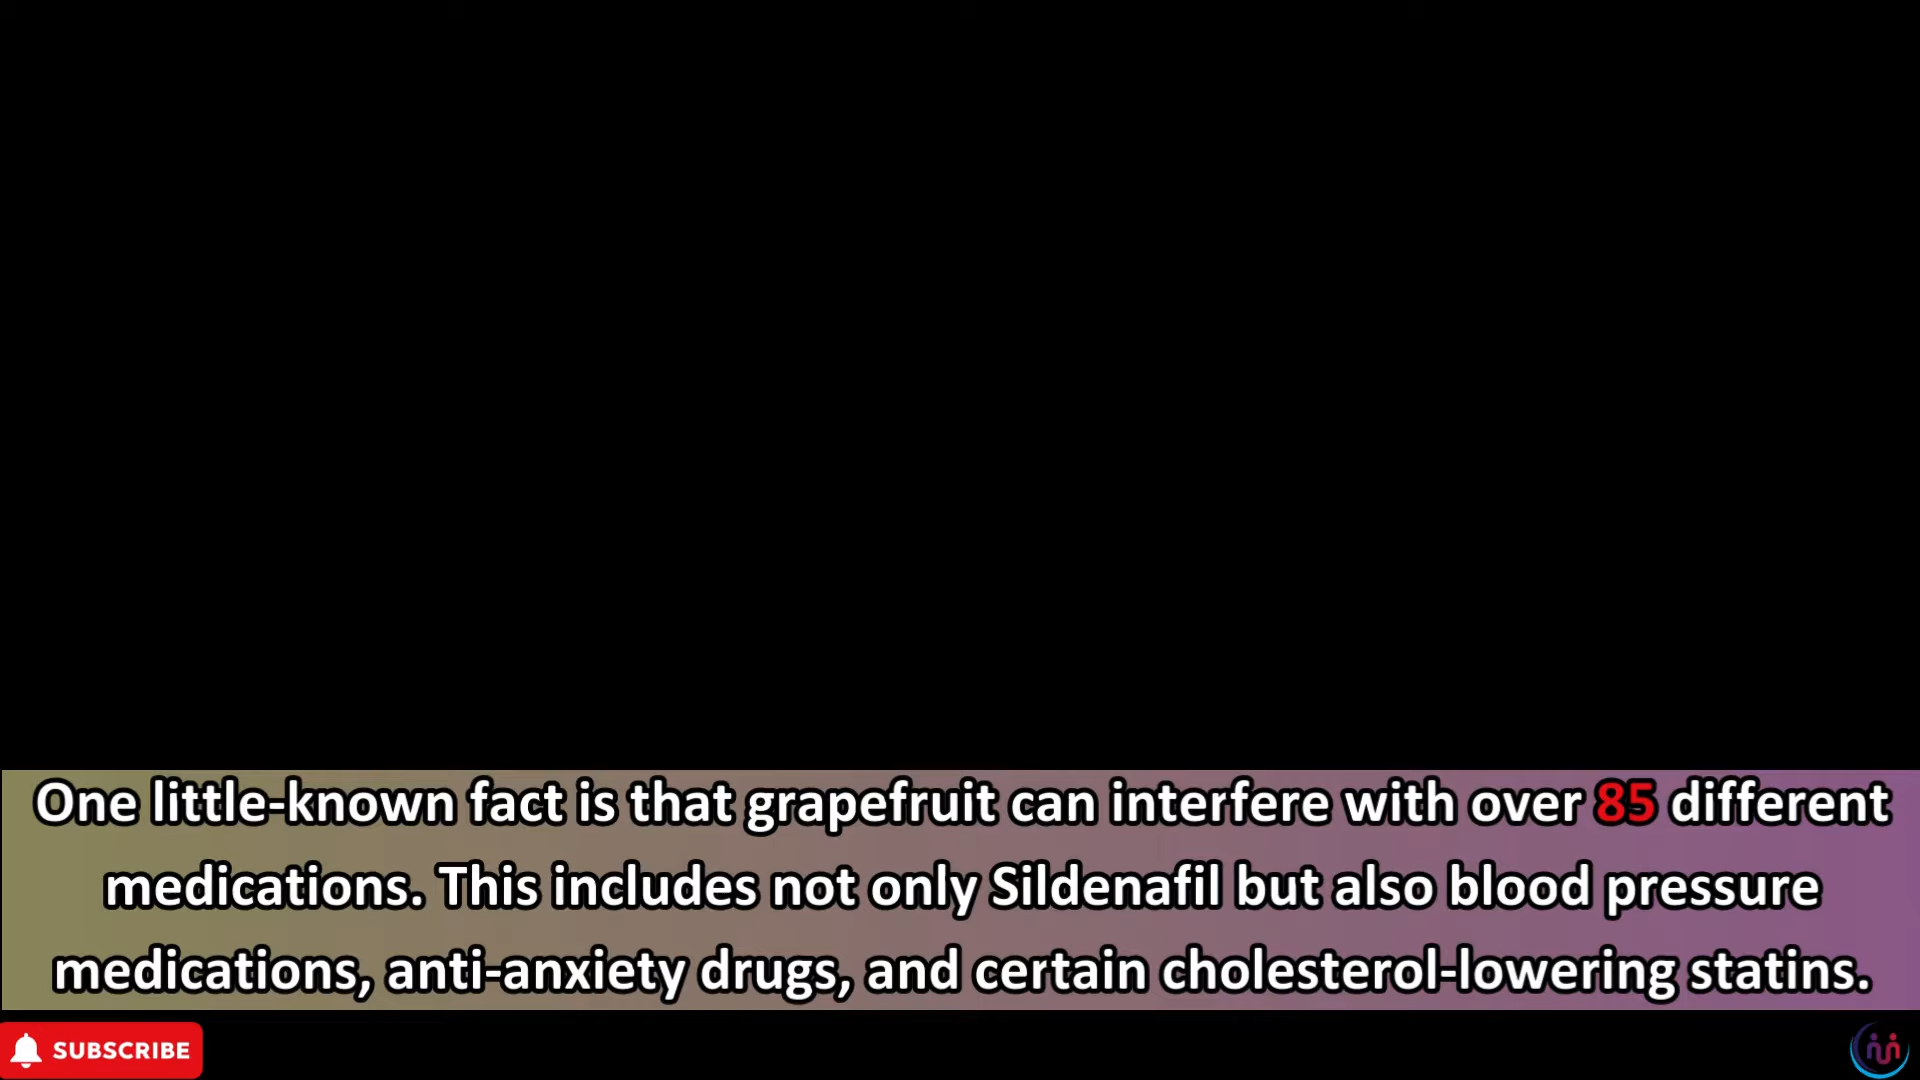 One little-known fact is that grapefruit can interfere with over 85 different
medications. This includes not only Sildenafil but also blood pressure
medications, anti-anxiety drugs, and certain cholesterol-lowering statins.
SUBSCRIBE